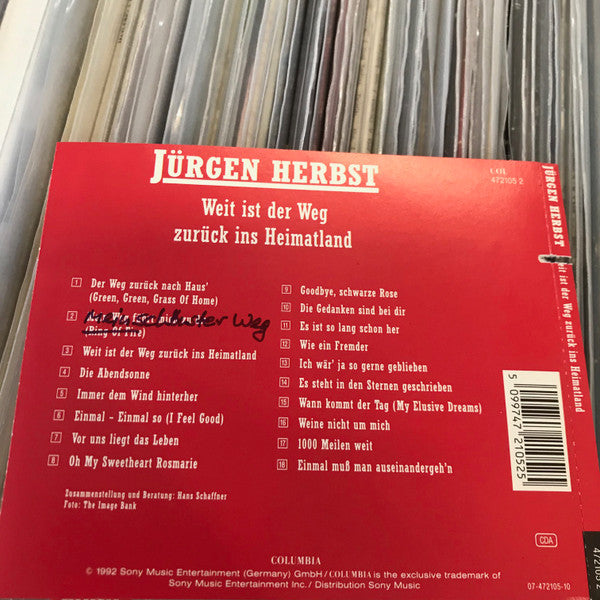 JÜRGEN HERBST
COL
472105 2
Weit ist der Weg
zurück ins Heimatland
1 Der Weg zurück nach Haus'
(Green, Green, Grass Of Home)
2
Mein schönster Weg
(Ring Of Fire)
3 Weit ist der Weg zurück ins Heimatland
4 Die Abendsonne
5 Immer dem Wind hinterher
6 Einmal – Einmal so (I Feel Good)
7 Vor uns liegt das Leben
8 Oh My Sweetheart Rosmarie
9 Goodbye, schwarze Rose
10 Die Gedanken sind bei dir
11 Es ist so lang schon her
12 Wie ein Fremder
13 Ich wär' ja so gerne geblieben
14 Es steht in den Sternen geschrieben
15 Wann kommt der Tag (My Elusive Dreams)
16 Weine nicht um mich
17 1000 Meilen weit
18 Einmal muß man auseinandergeh'n
Zusammenstellung und Beratung: Hans Schaffner
Foto: The Image Bank
COLUMBIA
© 1992 Sony Music Entertainment (Germany) GmbH / COLUMBIA is the exclusive trademark of
Sony Music Entertainment Inc. / Distribution Sony Music
CDA
07-472105-10
5 099747 210525
JÜRGEN HERBST
Weit ist der Weg zurück ins Heimatland
472105 2